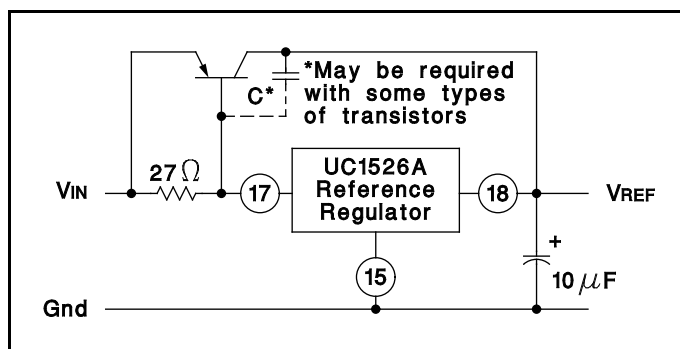 *May be required
with some types
of transistors
C*
27Ω
UC1526A
Reference
Regulator
VIN
17
18
VREF
15
+
10μF
Gnd